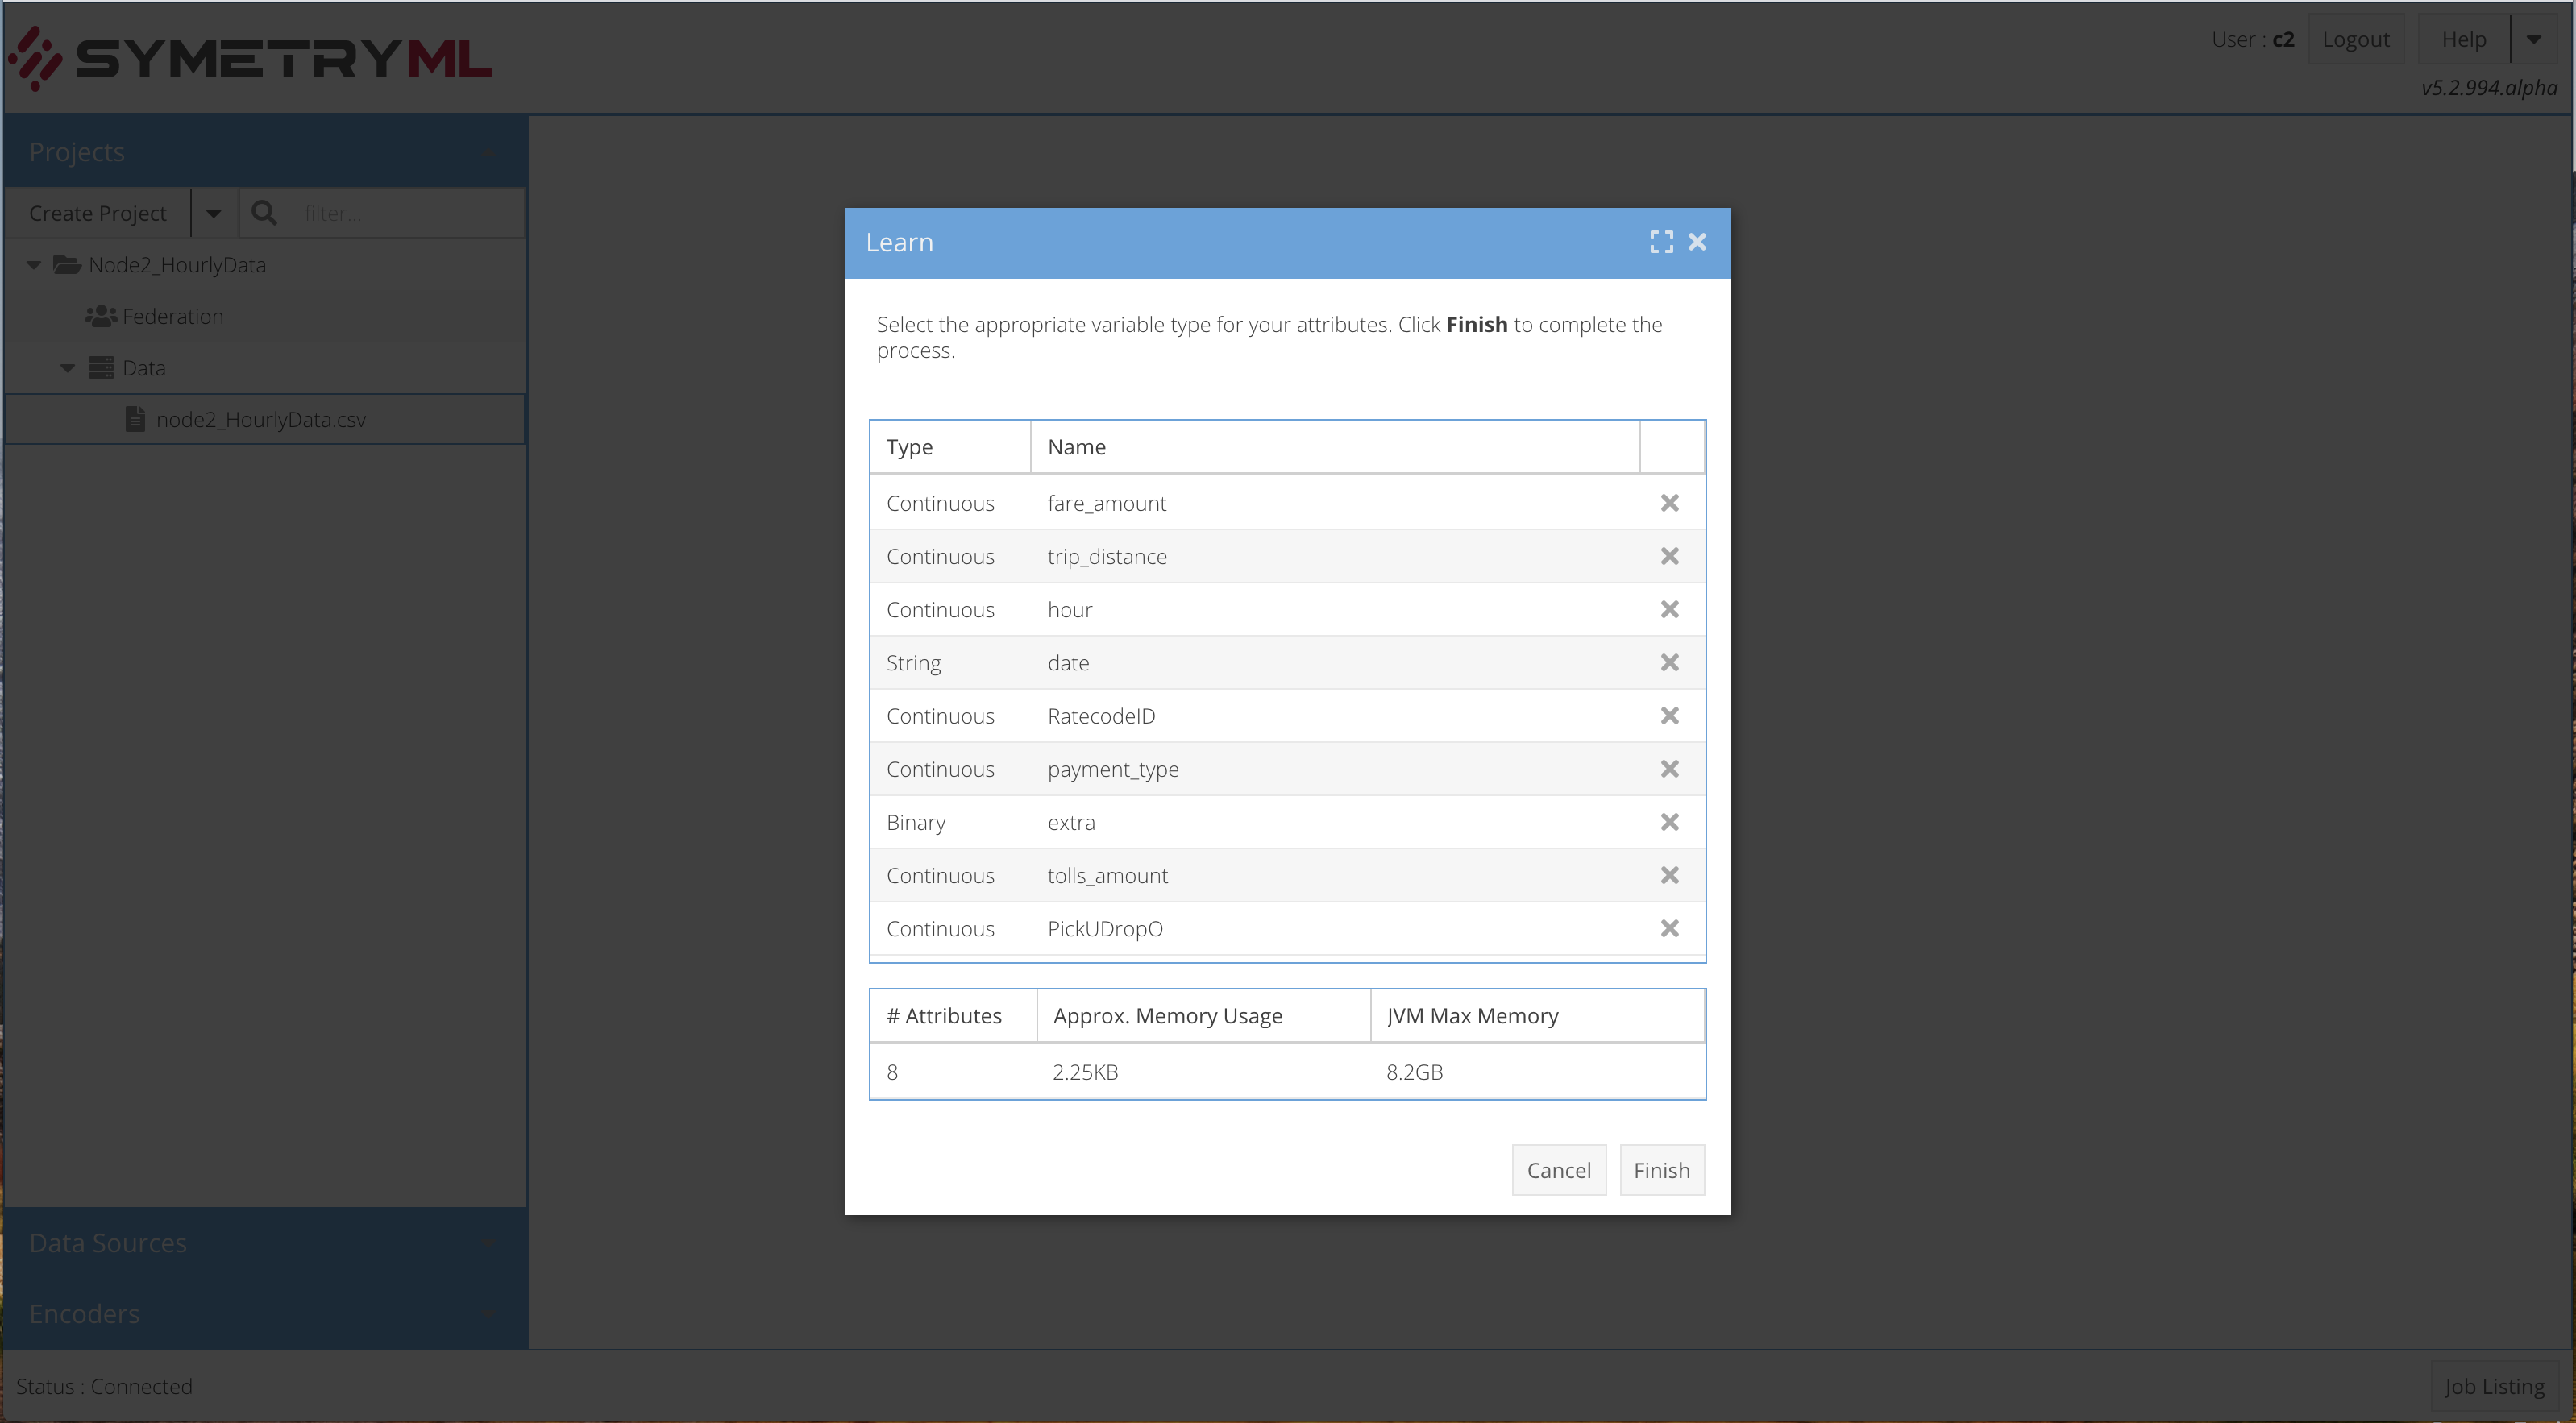 SYMETRYML
User : c2
Logout
Help
v5.2.994.alpha
Projects
Create Project
filter...
Node2_HourlyData
Federation
Data
node2_HourlyData.csv
Data Sources
Encoders
Status : Connected
Job Listing
Learn
Select the appropriate variable type for your attributes. Click Finish to complete the
process.
Type Name
Continuous fare_amount
Continuous trip_distance
Continuous hour
String date
Continuous RatecodeID
Continuous payment_type
Binary extra
Continuous tolls_amount
Continuous PickUDropO
# Attributes Approx. Memory Usage JVM Max Memory
8 2.25KB 8.2GB
Cancel Finish